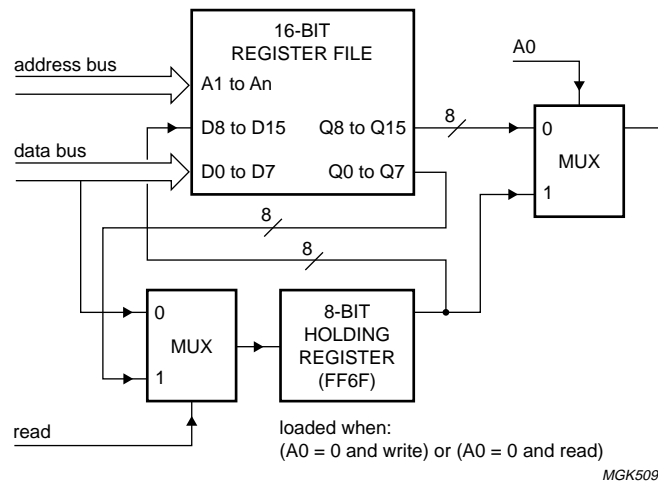 16-BIT
REGISTER FILE
A0
address bus
A1 to An
8
D8 to D15
Q8 to Q15
0
data bus
MUX
D0 to D7
Q0 to Q7
1
8
8
0
8-BIT
HOLDING
MUX
REGISTER
1
(FF6F)
read
loaded when:
(A0 = 0 and write) or (A0 = 0 and read)
MGK509